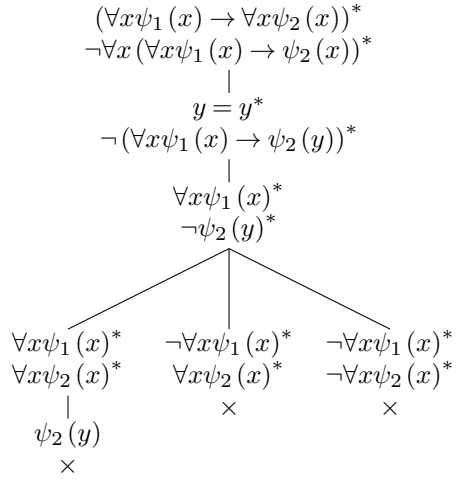 (∀xψ₁(x) → ∀xψ₂(x))*
¬∀x(∀xψ₁(x) → ψ₂(x))*
y = y*
¬(∀xψ₁(x) → ψ₂(y))*
∀xψ₁(x)*
¬ψ₂(y)*
∀xψ₁(x)* ¬∀xψ₁(x)* ¬∀xψ₁(x)*
∀xψ₂(x)* ∀xψ₂(x)* ¬∀xψ₂(x)*
× ×
ψ₂(y)
×